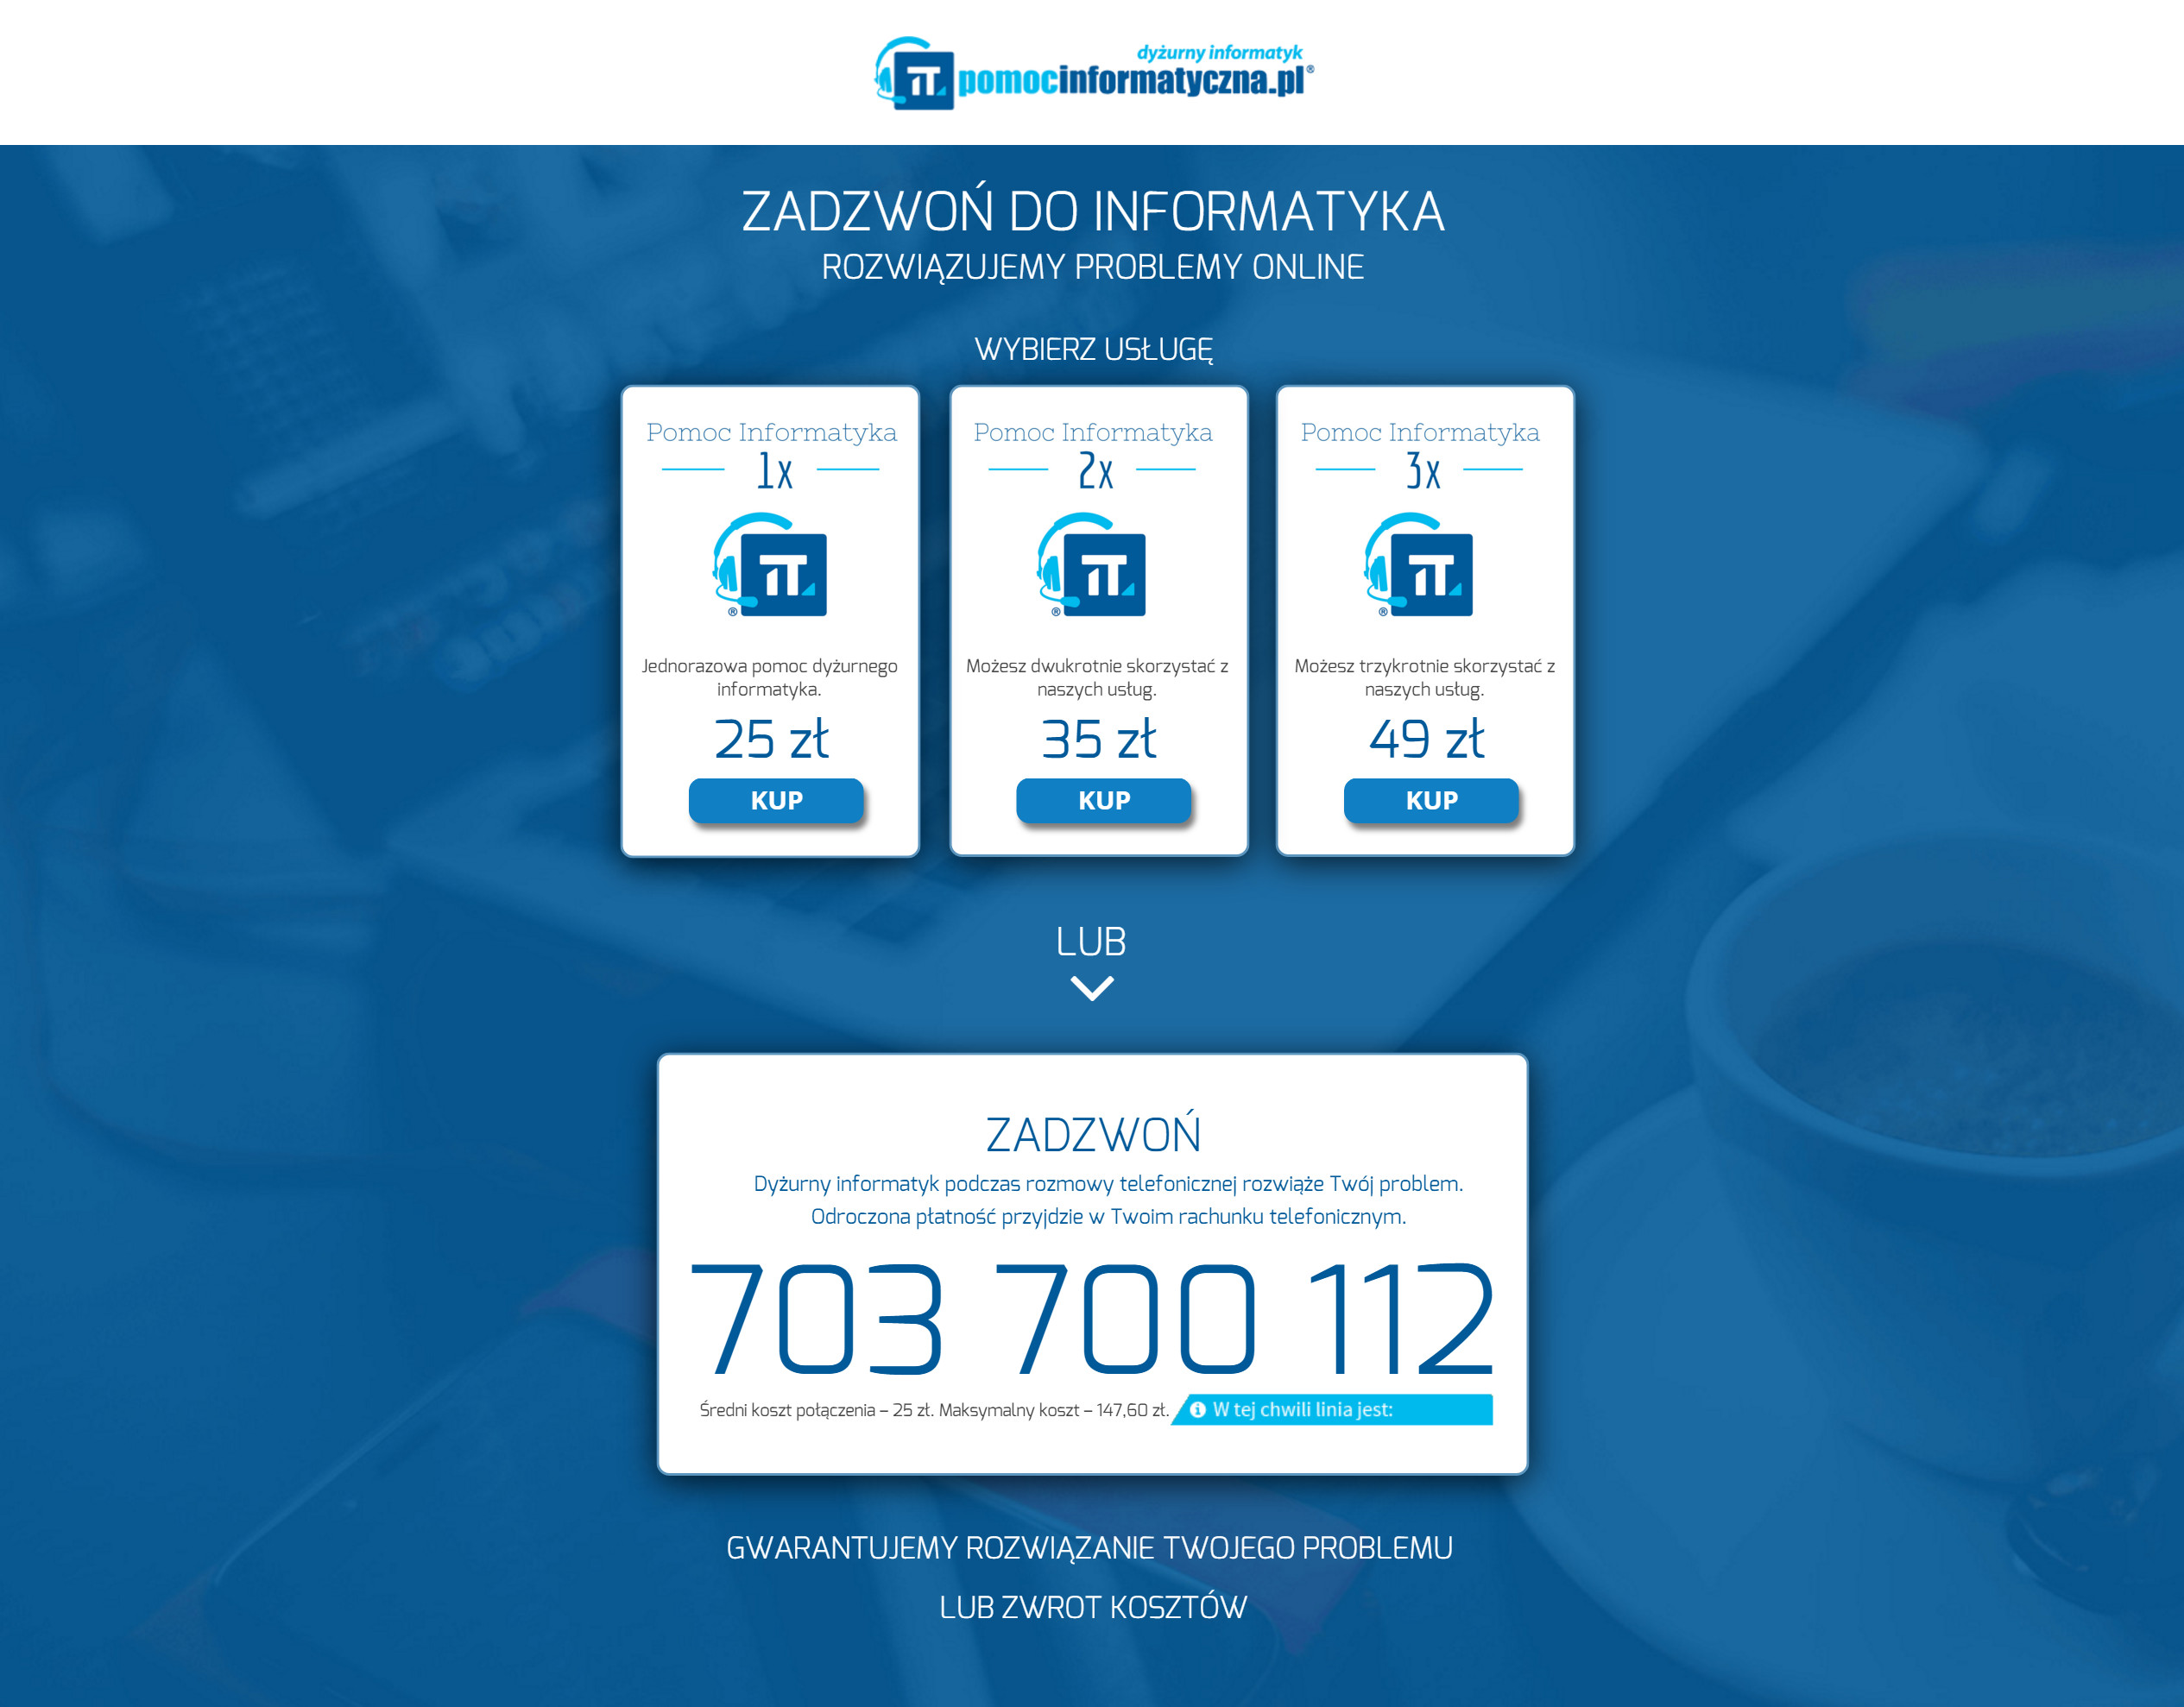 dyżurny informatyk
iT pomocinformatyczna.pl®
ZADZWOŃ DO INFORMATYKA
ROZWIĄZUJEMY PROBLEMY ONLINE
WYBIERZ USŁUGĘ
Pomoc Informatyka
1x
iT
®
Jednorazowa pomoc dyżurnego
informatyka.
25 zł
KUP
Pomoc Informatyka
2x
iT
®
Możesz dwukrotnie skorzystać z
naszych usług.
35 zł
KUP
Pomoc Informatyka
3x
iT
®
Możesz trzykrotnie skorzystać z
naszych usług.
49 zł
KUP
LUB
ZADZWOŃ
Dyżurny informatyk podczas rozmowy telefonicznej rozwiąże Twój problem.
Odroczona płatność przyjdzie w Twoim rachunku telefonicznym.
703 700 112
Średni koszt połączenia – 25 zł. Maksymalny koszt – 147,60 zł.
W tej chwili linia jest:
GWARANTUJEMY ROZWIĄZANIE TWOJEGO PROBLEMU
LUB ZWROT KOSZTÓW